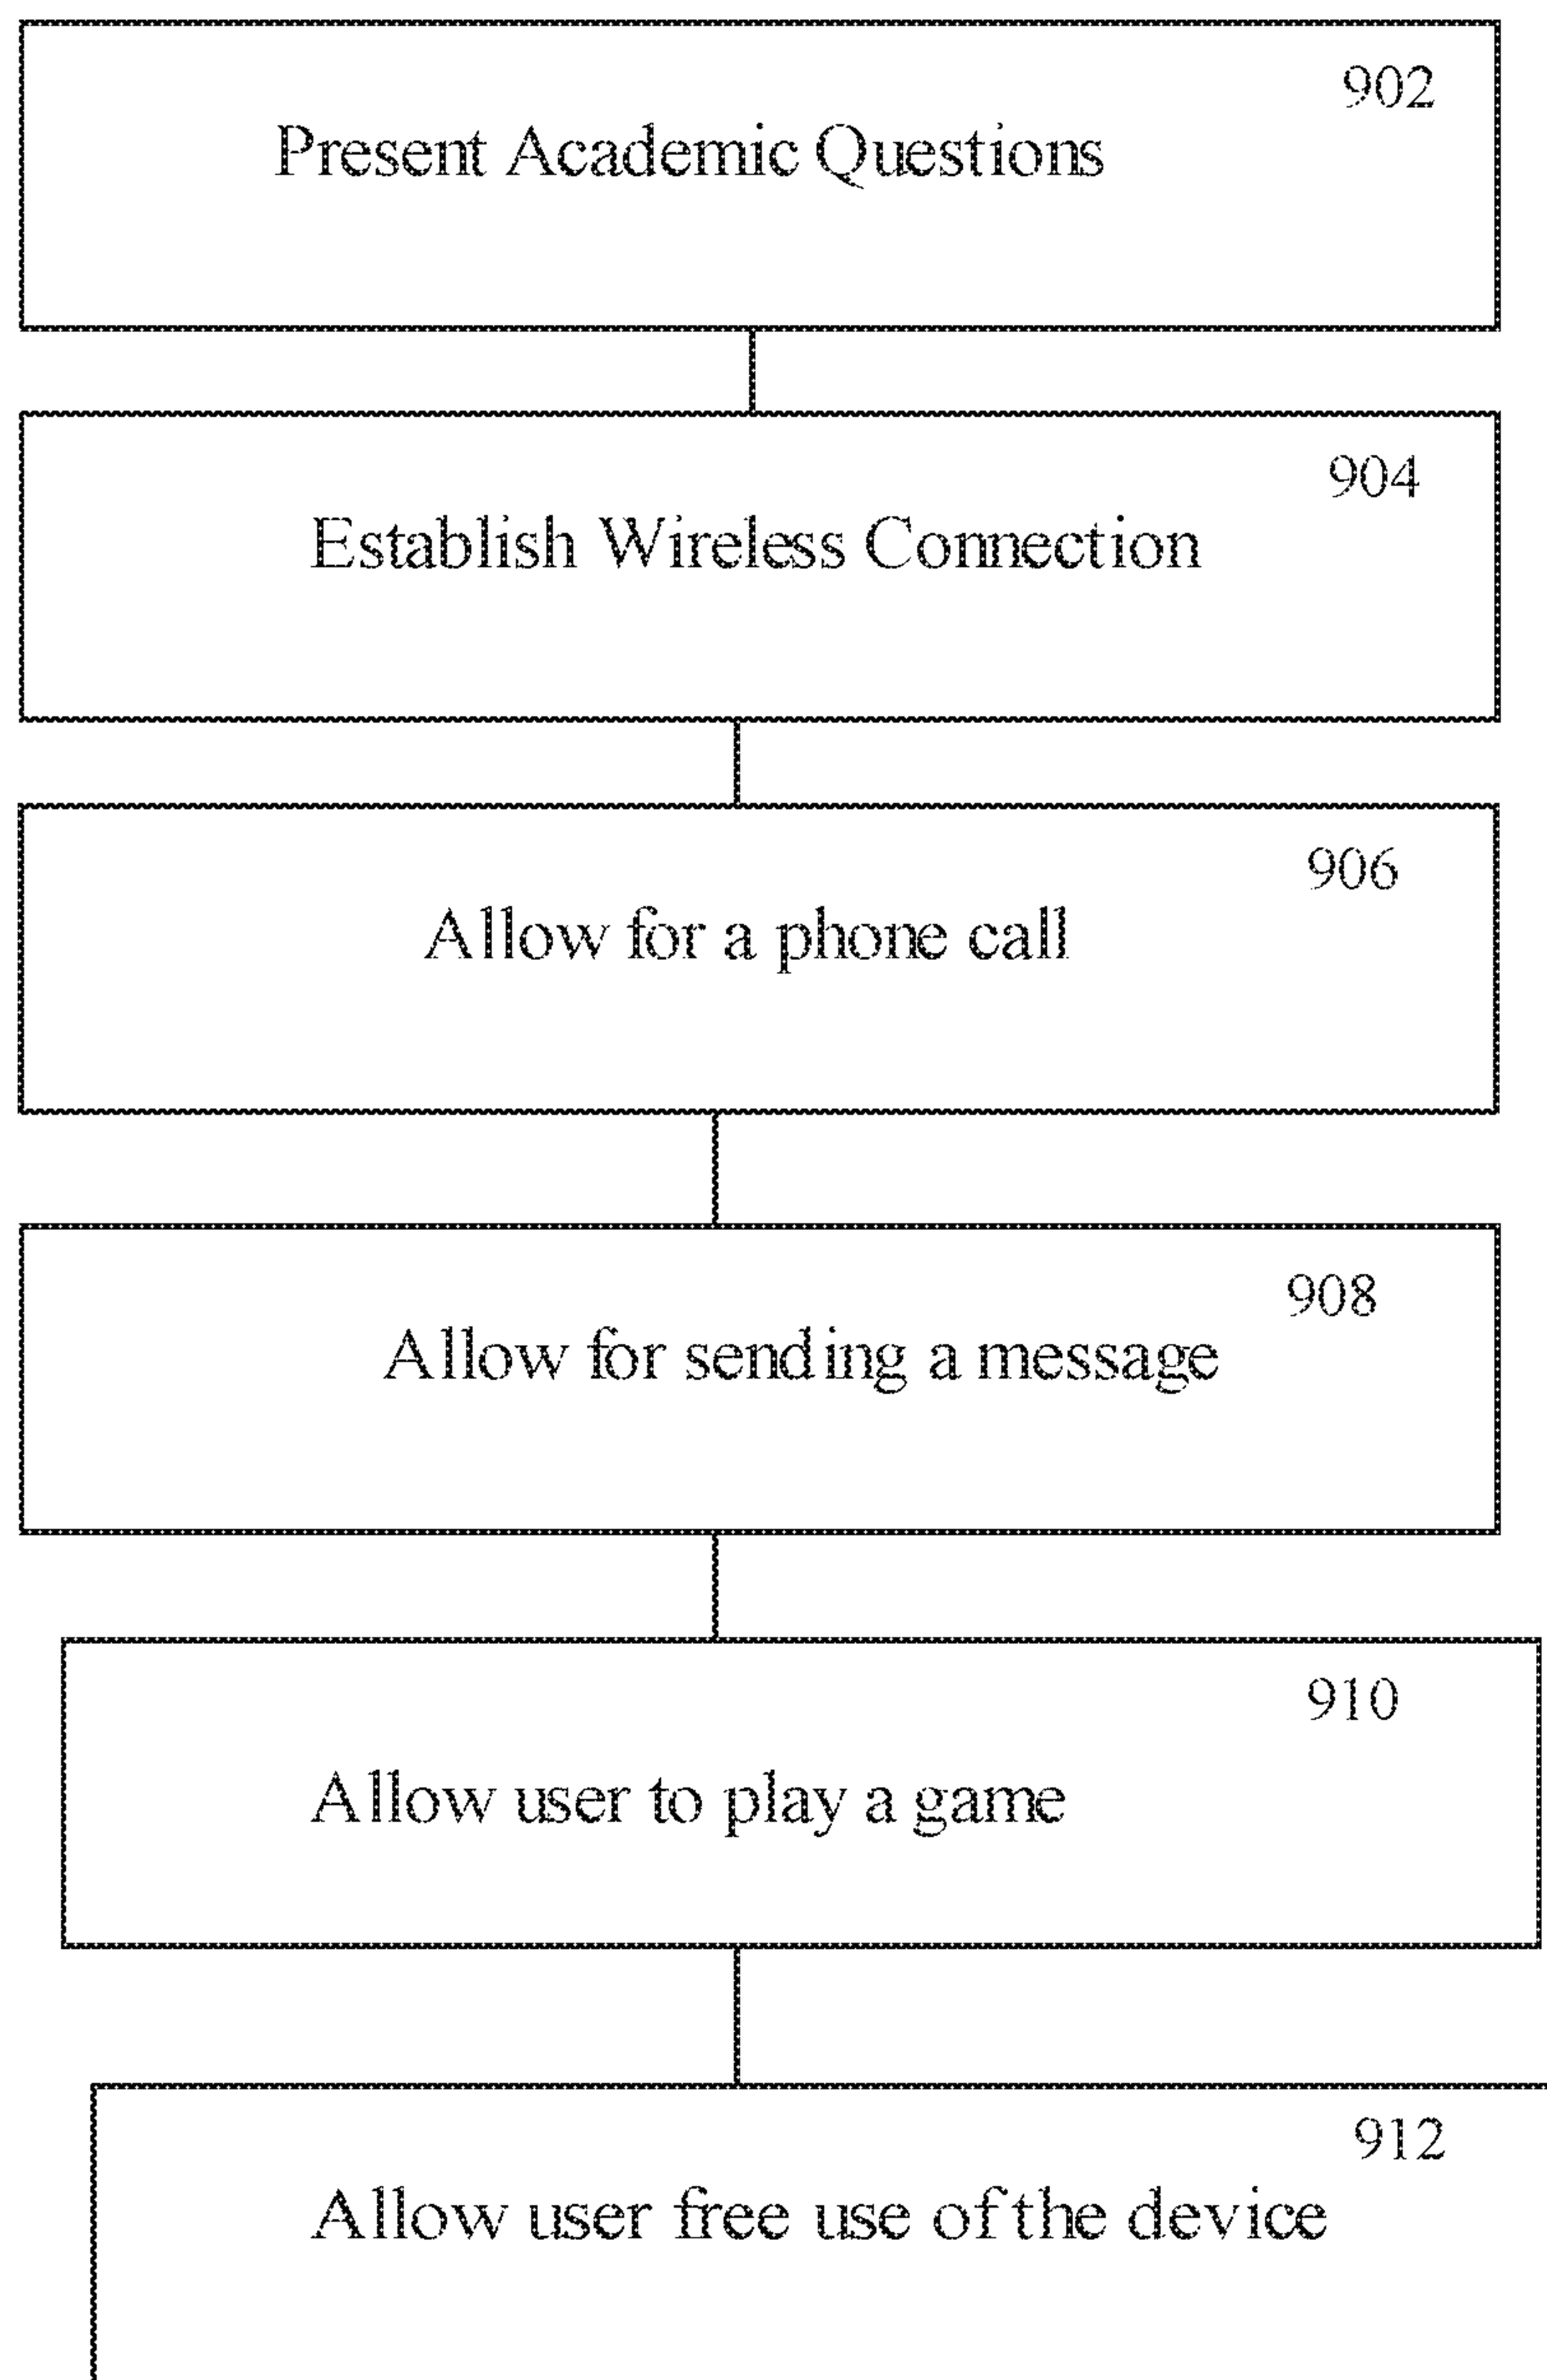 902
Present Academic Questions
904
Establish Wireless Connection
906
Allow for a phone call
908
Allow for sending a message
910
Allow user to play a game
912
Allow user free use of the device